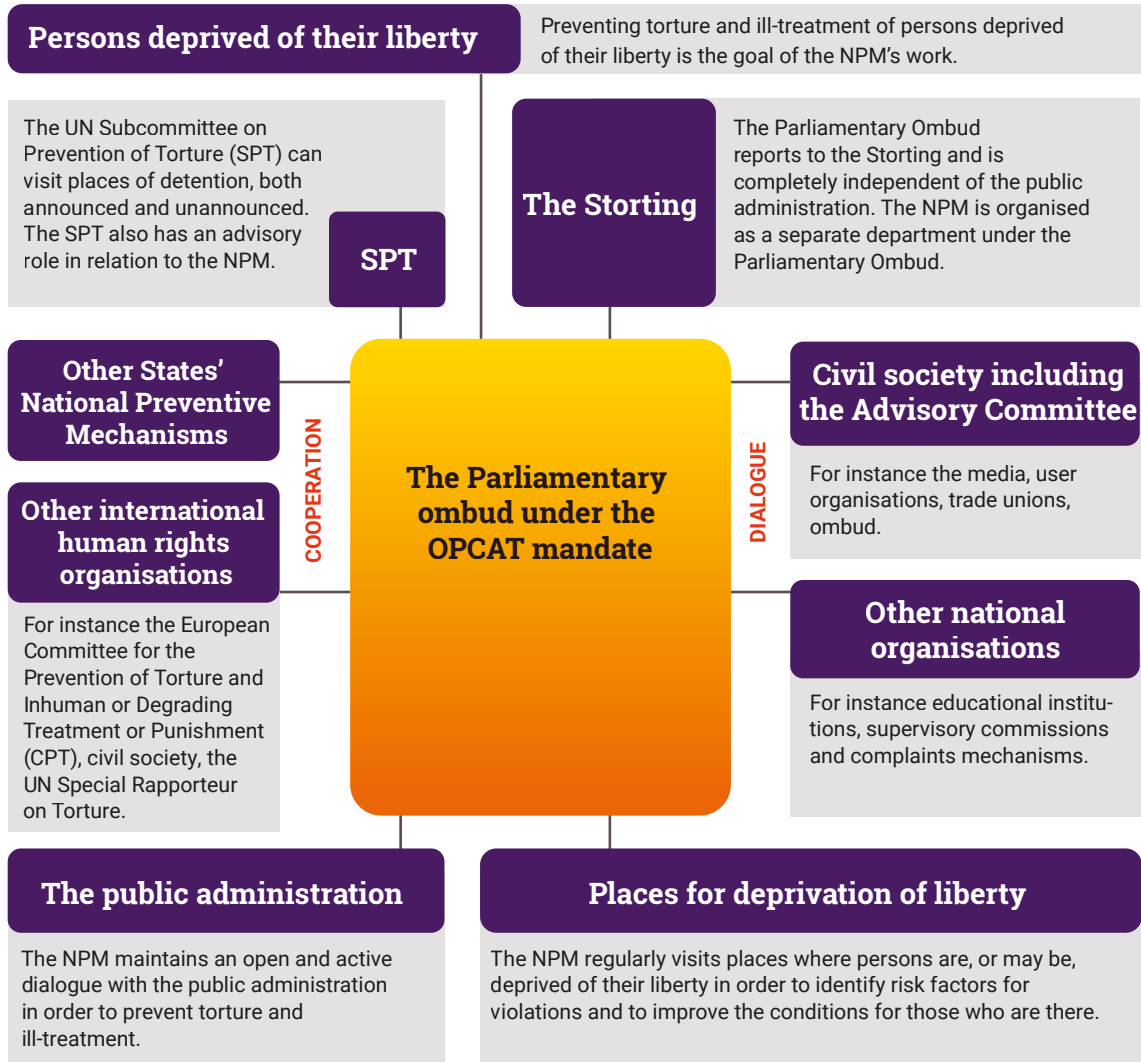 Persons deprived of their liberty
Preventing torture and ill-treatment of persons deprived
of their liberty is the goal of the NPM's work.
The UN Subcommittee on
Prevention of Torture (SPT) can
visit places of detention, both
announced and unannounced.
The SPT also has an advisory
role in relation to the NPM.
SPT
The Storting
The Parliamentary Ombud
reports to the Storting and is
completely independent of the public
administration. The NPM is organised
as a separate department under the
Parliamentary Ombud.
Other States'
National Preventive
Mechanisms
COOPERATION
Other international
human rights
organisations
For instance the European
Committee for the
Prevention of Torture and
Inhuman or Degrading
Treatment or Punishment
(CPT), civil society, the
UN Special Rapporteur
on Torture.
The Parliamentary
ombud under the
OPCAT mandate
DIALOGUE
Civil society including
the Advisory Committee
For instance the media, user
organisations, trade unions,
ombud.
Other national
organisations
For instance educational institu-
tions, supervisory commissions
and complaints mechanisms.
The public administration
The NPM maintains an open and active
dialogue with the public administration
in order to prevent torture and
ill-treatment.
Places for deprivation of liberty
The NPM regularly visits places where persons are, or may be,
deprived of their liberty in order to identify risk factors for
violations and to improve the conditions for those who are there.